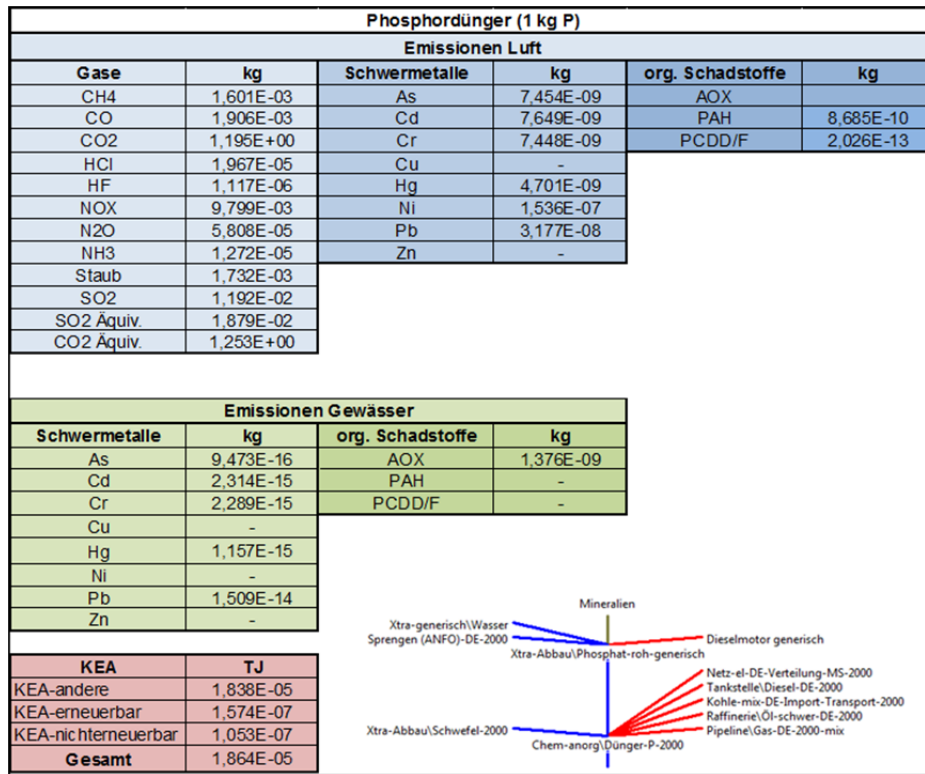 Phosphordünger (1 kg P)
Emissionen Luft
Gase kg Schwermetalle kg org. Schadstoffe kg
CH4 1,601E-03 As 7,454E-09 AOX
CO 1,906E-03 Cd 7,649E-09 PAH 8,685E-10
CO2 1,195E+00 Cr 7,448E-09 PCDD/F 2,026E-13
HCl 1,967E-05 Cu -
HF 1,117E-06 Hg 4,701E-09
NOX 9,799E-03 Ni 1,536E-07
N2O 5,808E-05 Pb 3,177E-08
NH3 1,272E-05 Zn -
Staub 1,732E-03
SO2 1,192E-02
SO2 Äquiv. 1,879E-02
CO2 Äquiv. 1,253E+00
Emissionen Gewässer
Schwermetalle kg org. Schadstoffe kg
As 9,473E-16 AOX 1,376E-09
Cd 2,314E-15 PAH -
Cr 2,289E-15 PCDD/F -
Cu -
Hg 1,157E-15
Ni -
Pb 1,509E-14
Zn -
KEA TJ
KEA-andere 1,838E-05
KEA-erneuerbar 1,574E-07
KEA-nichterneuerbar 1,053E-07
Gesamt 1,864E-05
Mineralien
Xtra-generisch\Wasser
Sprengen (ANFO)-DE-2000
Dieselmotor generisch
Xtra-Abbau\Phosphat-roh-generisch
Netz-el-DE-Verteilung-MS-2000
Tankstelle\Diesel-DE-2000
Kohle-mix-DE-Import-Transport-2000
Raffinerie\Öl-schwer-DE-2000
Xtra-Abbau\Schwefel-2000
Pipeline\Gas-DE-2000-mix
Chem-anorg\Dünger-P-2000